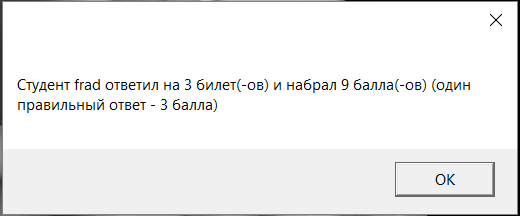 Студент frad ответил на 3 билет(-ов) и набрал 9 балла(-ов) (один
правильный ответ - 3 балла)
OK